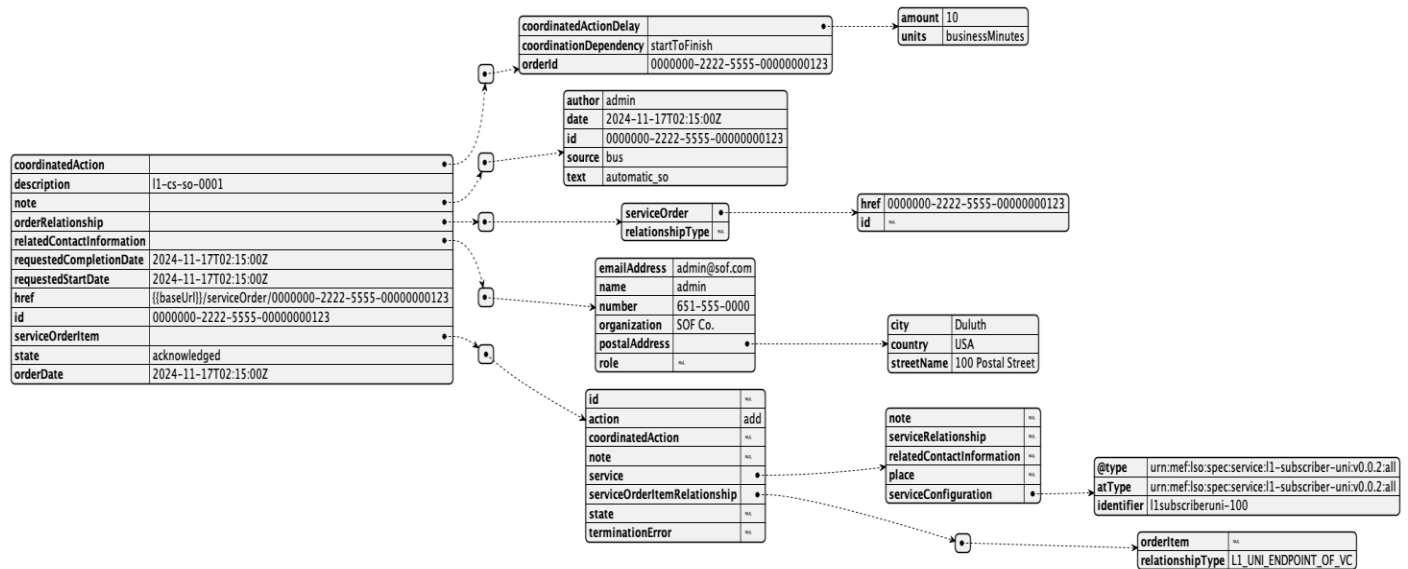 coordinatedActionDelay
coordinationDependency startToFinish
orderId 0000000-2222-5555-00000000123
amount 10
units businessMinutes
author admin
date 2024-11-17T02:15:00Z
id 0000000-2222-5555-00000000123
source bus
text automatic_so
coordinatedAction
description l1-cs-so-0001
note
orderRelationship
relatedContactInformation
requestedCompletionDate 2024-11-17T02:15:00Z
requestedStartDate 2024-11-17T02:15:00Z
href {{baseUrl}}/serviceOrder/0000000-2222-5555-00000000123
id 0000000-2222-5555-00000000123
serviceOrderItem
state acknowledged
orderDate 2024-11-17T02:15:00Z
serviceOrder
relationshipType
href 0000000-2222-5555-00000000123
id
emailAddress admin@sof.com
name admin
number 651-555-0000
organization SOF Co.
postalAddress
role
city Duluth
country USA
streetName 100 Postal Street
id
action add
coordinatedAction
note
service
serviceOrderItemRelationship
state
terminationError
note
serviceRelationship
relatedContactInformation
place
serviceConfiguration
@type urn:mef:lso:spec:service:l1-subscriber-uni:v0.0.2:all
atType urn:mef:lso:spec:service:l1-subscriber-uni:v0.0.2:all
identifier l1subscriberuni-100
orderItem
relationshipType L1_UNI_ENDPOINT_OF_VC